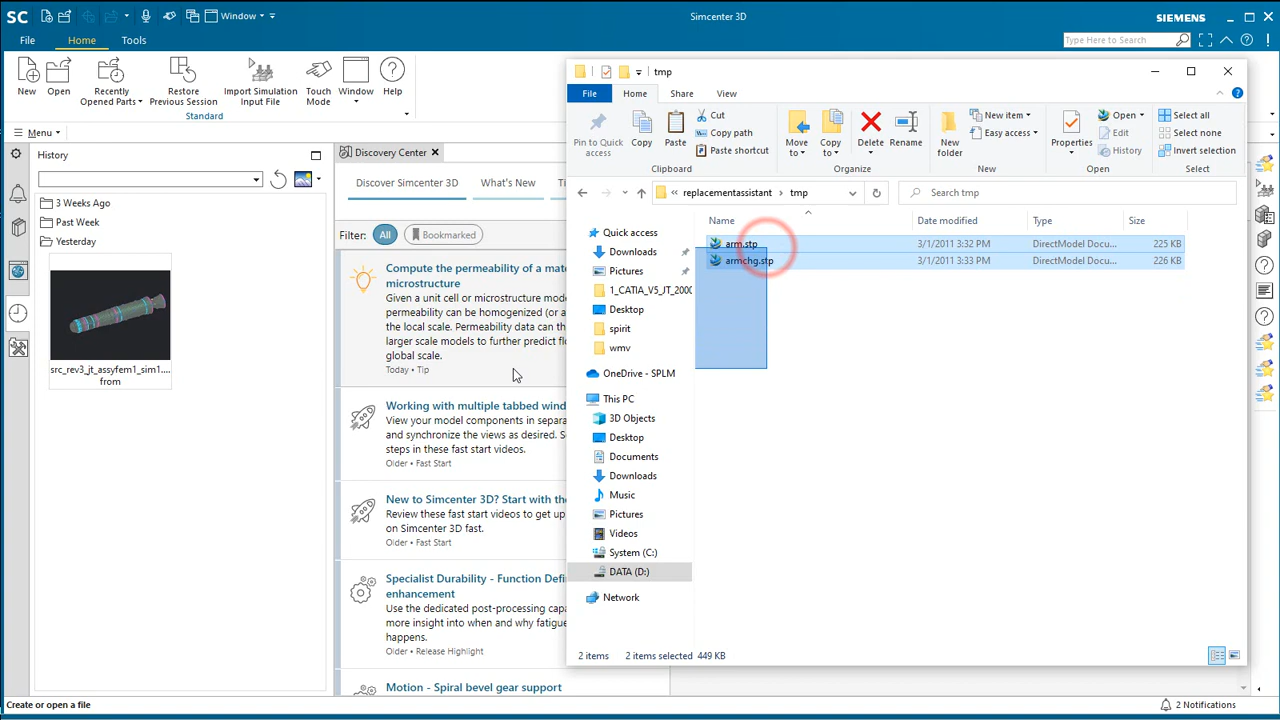 SC Window Simcenter 3D SIEMENS
File Home Tools Type Here to Search
New Open Recently Opened Parts Restore Previous Session Import Simulation Input File Touch Mode Window Help
Standard
Menu
History
3 Weeks Ago
Past Week
Yesterday
src_rev3_jt_assyfem1_sim1....
from
Discovery Center
Discover Simcenter 3D What's New
Filter: All Bookmarked
Compute the permeability of a mate
microstructure
Given a unit cell or microstructure mode
permeability can be homogenized (or a
the local scale. Permeability data can th
larger scale models to further predict flo
global scale.
Today • Tip
Working with multiple tabbed wind
View your model components in separa
and synchronize the views as desired. Se
steps in these fast start videos.
Older • Fast Start
New to Simcenter 3D? Start with the
Review these fast start videos to get up
on Simcenter 3D fast.
Older • Fast Start
Specialist Durability - Function Defi
enhancement
Use the dedicated post-processing capa
more insight into when and why fatigue
happens.
Older • Release Highlight
Motion - Spiral bevel gear support
tmp
File Home Share View
Pin to Quick access Copy Paste Cut Copy path Paste shortcut Move to Copy to Delete Rename New folder New item Easy access Properties Open Edit History Select all Select none Invert selection
Clipboard Organize New Open Select
« replacementassistant › tmp Search tmp
Name Date modified Type Size
arm.stp 3/1/2011 3:32 PM DirectModel Docu... 225 KB
armchg.stp 3/1/2011 3:33 PM DirectModel Docu... 226 KB
Quick access
Downloads
Pictures
1_CATIA_V5_JT_2000
Desktop
spirit
wmv
OneDrive - SPLM
This PC
3D Objects
Desktop
Documents
Downloads
Music
Pictures
Videos
System (C:)
DATA (D:)
Network
2 items 2 items selected 449 KB
Create or open a file 2 Notifications